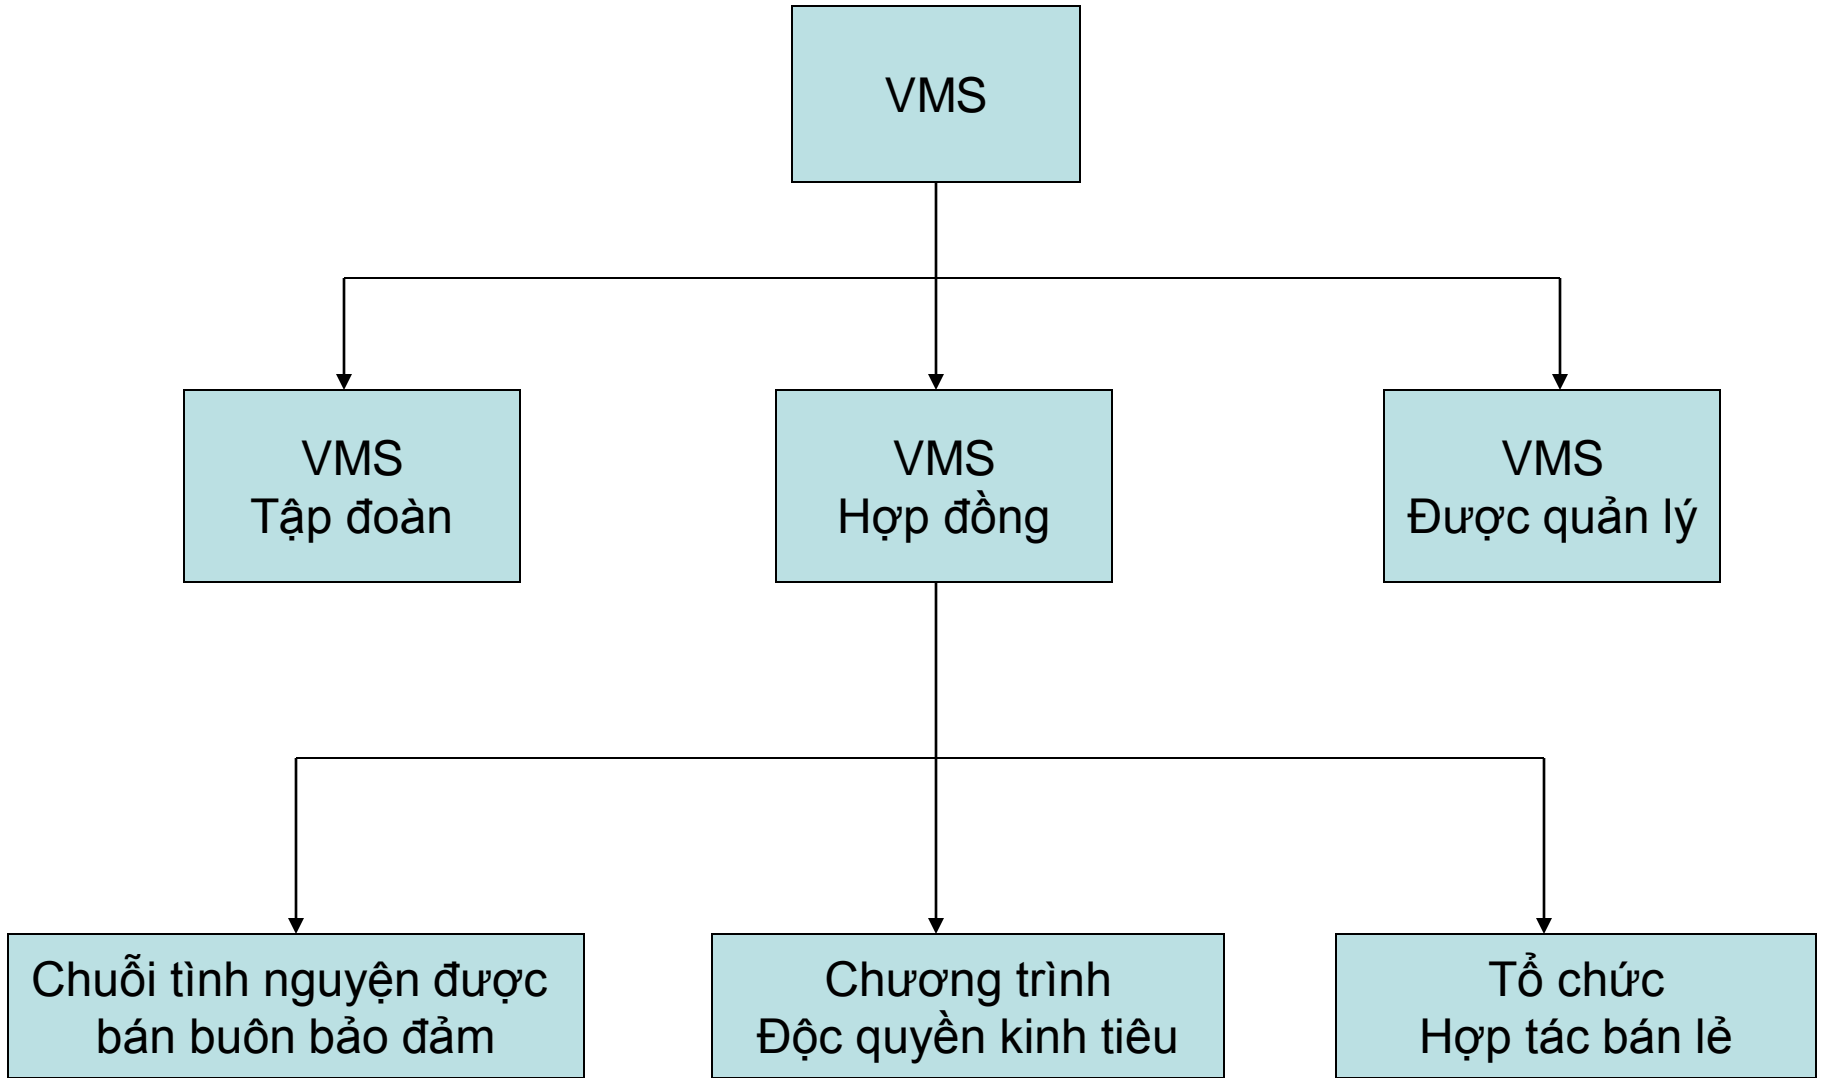 VMS
VMS
Tập đoàn
VMS
Hợp đồng
VMS
Được quản lý
Chuỗi tình nguyện được
bán buôn bảo đảm
Chương trình
Độc quyền kinh tiêu
Tổ chức
Hợp tác bán lẻ